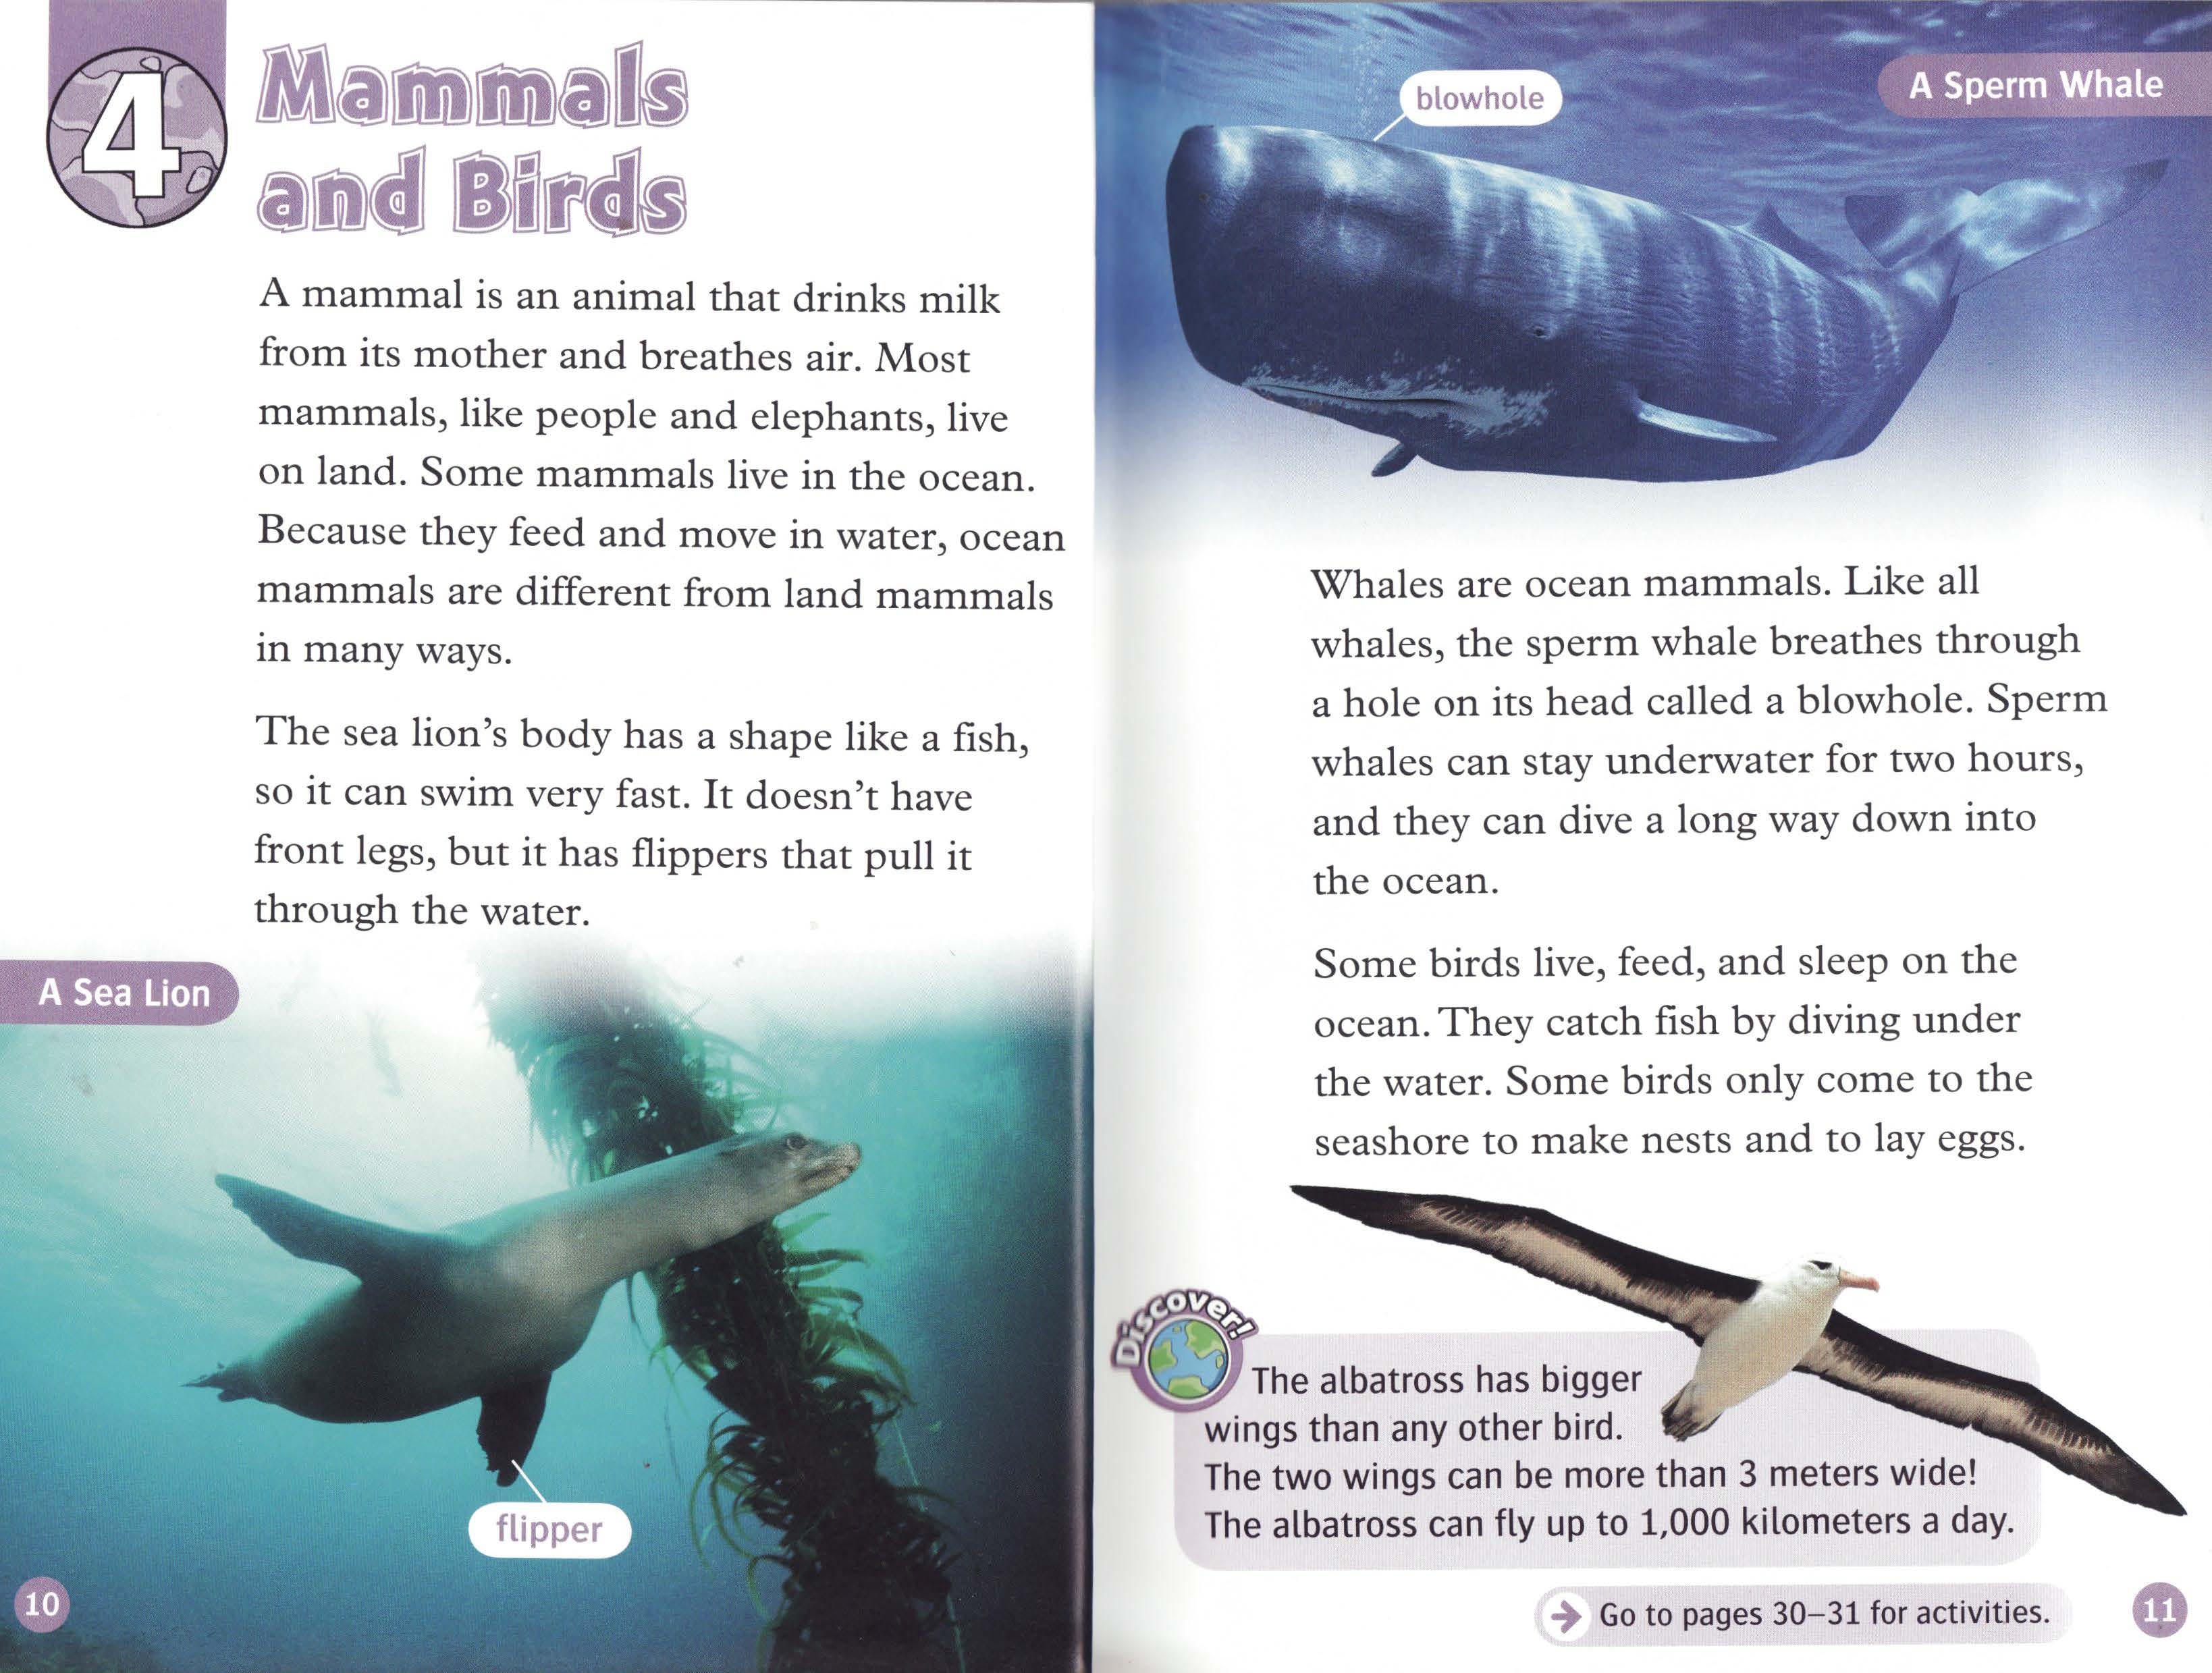 4
Mammals
and Birds
A mammal is an animal that drinks milk
from its mother and breathes air. Most
mammals, like people and elephants, live
on land. Some mammals live in the ocean.
Because they feed and move in water, ocean
mammals are different from land mammals
in many ways.
The sea lion's body has a shape like a fish,
so it can swim very fast. It doesn't have
front legs, but it has flippers that pull it
through the water.
A Sea Lion
flipper
10
blowhole
A Sperm Whale
Whales are ocean mammals. Like all
whales, the sperm whale breathes through
a hole on its head called a blowhole. Sperm
whales can stay underwater for two hours,
and they can dive a long way down into
the ocean.
Some birds live, feed, and sleep on the
ocean. They catch fish by diving under
the water. Some birds only come to the
seashore to make nests and to lay eggs.
Discover!
The albatross has bigger
wings than any other bird.
The two wings can be more than 3 meters wide!
The albatross can fly up to 1,000 kilometers a day.
Go to pages 30–31 for activities.
11